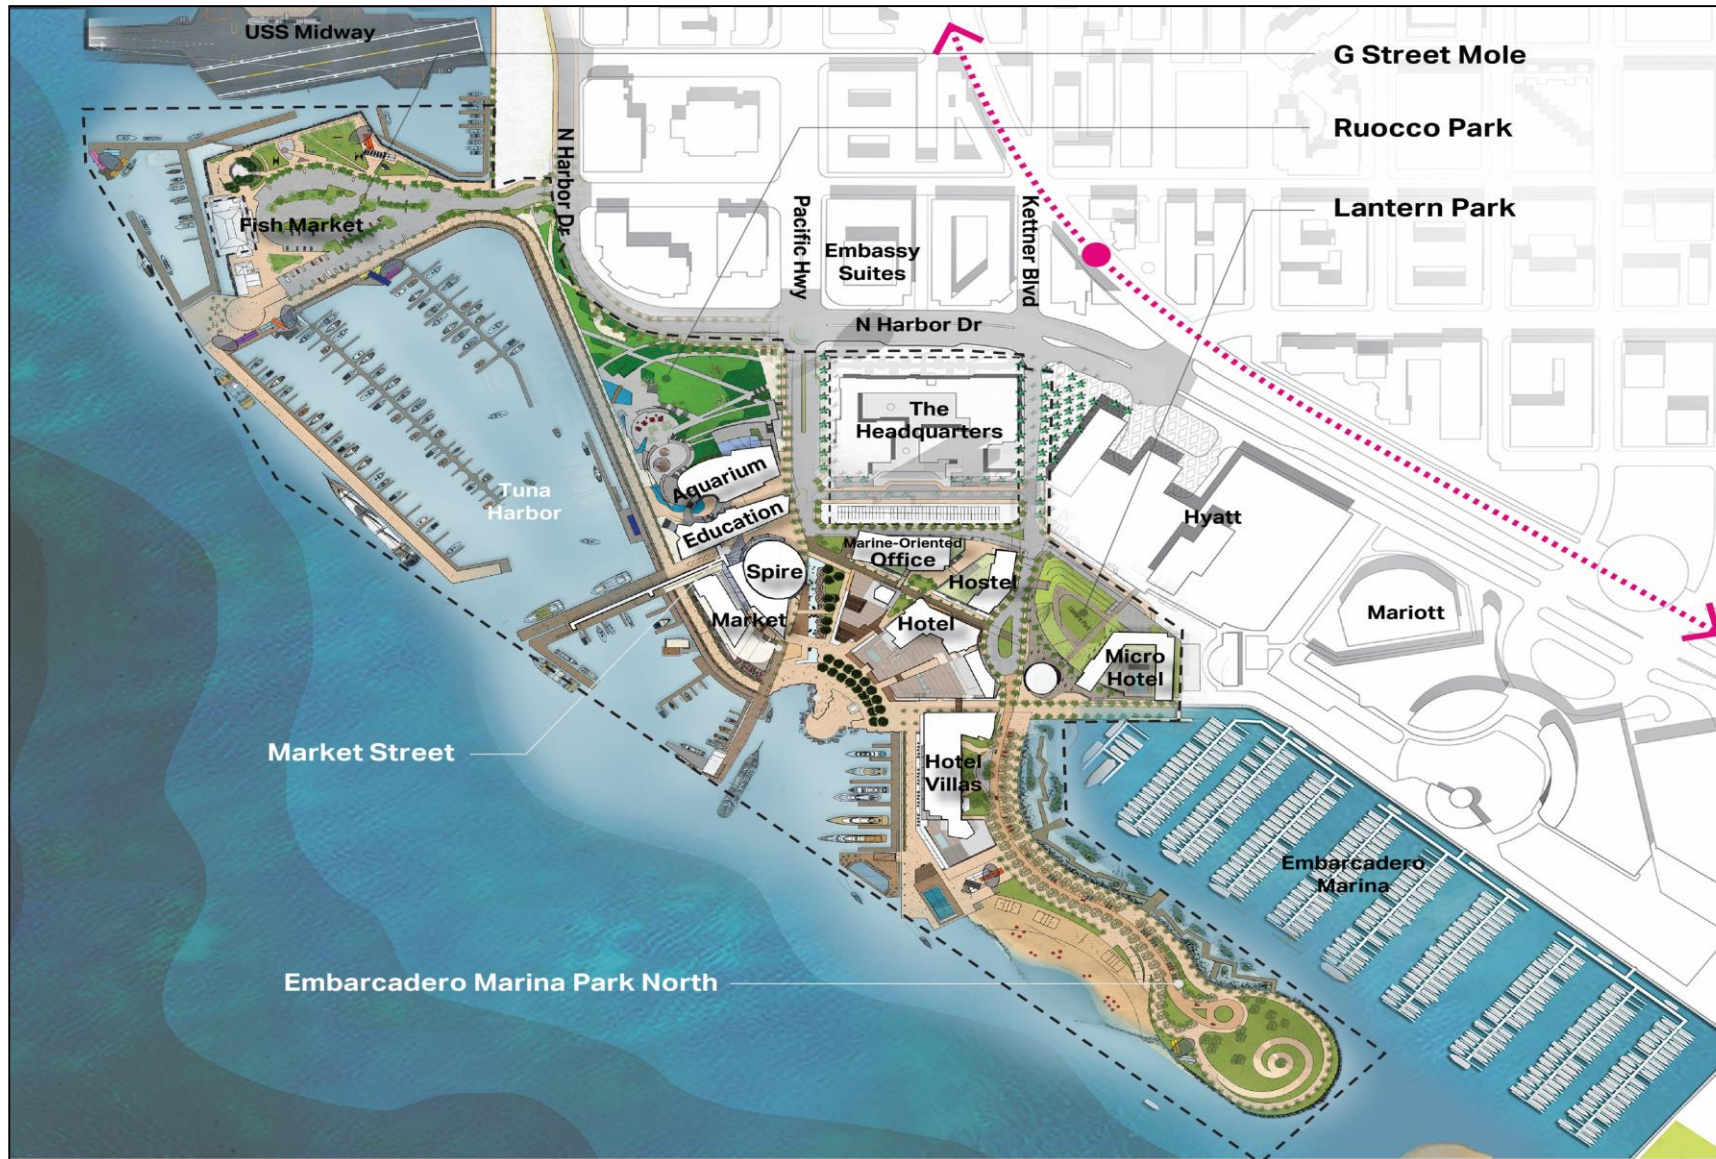 USS Midway
G Street Mole
Ruocco Park
Lantern Park
N Harbor Dr
Pacific Hwy
Kettner Blvd
Fish Market
Embassy
Suites
N Harbor Dr
The
Headquarters
Tuna
Harbor
Aquarium
Education
Hyatt
Marine-Oriented
Office
Spire
Hostel
Market
Hotel
Mariott
Micro
Hotel
Market Street
Hotel
Villas
Embarcadero
Marina
Embarcadero Marina Park North